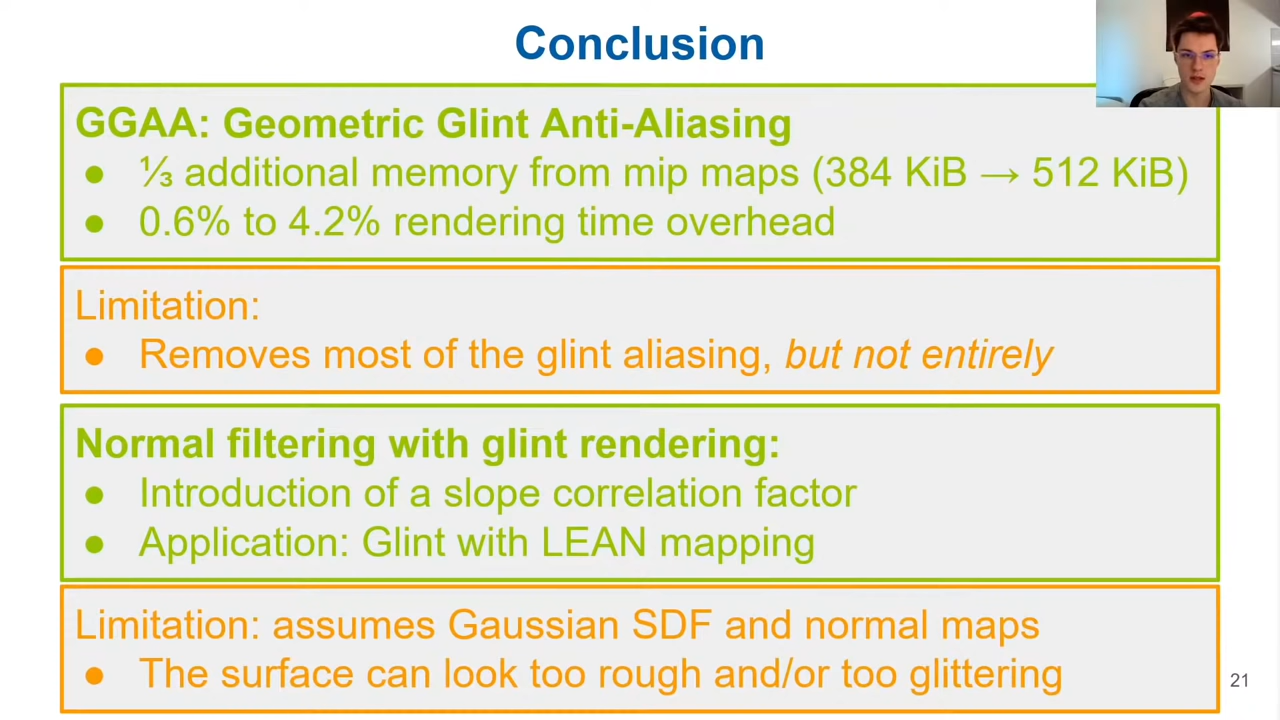 Conclusion
GGAA: Geometric Glint Anti-Aliasing
● ⅓ additional memory from mip maps (384 KiB → 512 KiB)
● 0.6% to 4.2% rendering time overhead
Limitation:
● Removes most of the glint aliasing, but not entirely
Normal filtering with glint rendering:
● Introduction of a slope correlation factor
● Application: Glint with LEAN mapping
Limitation: assumes Gaussian SDF and normal maps
● The surface can look too rough and/or too glittering
21